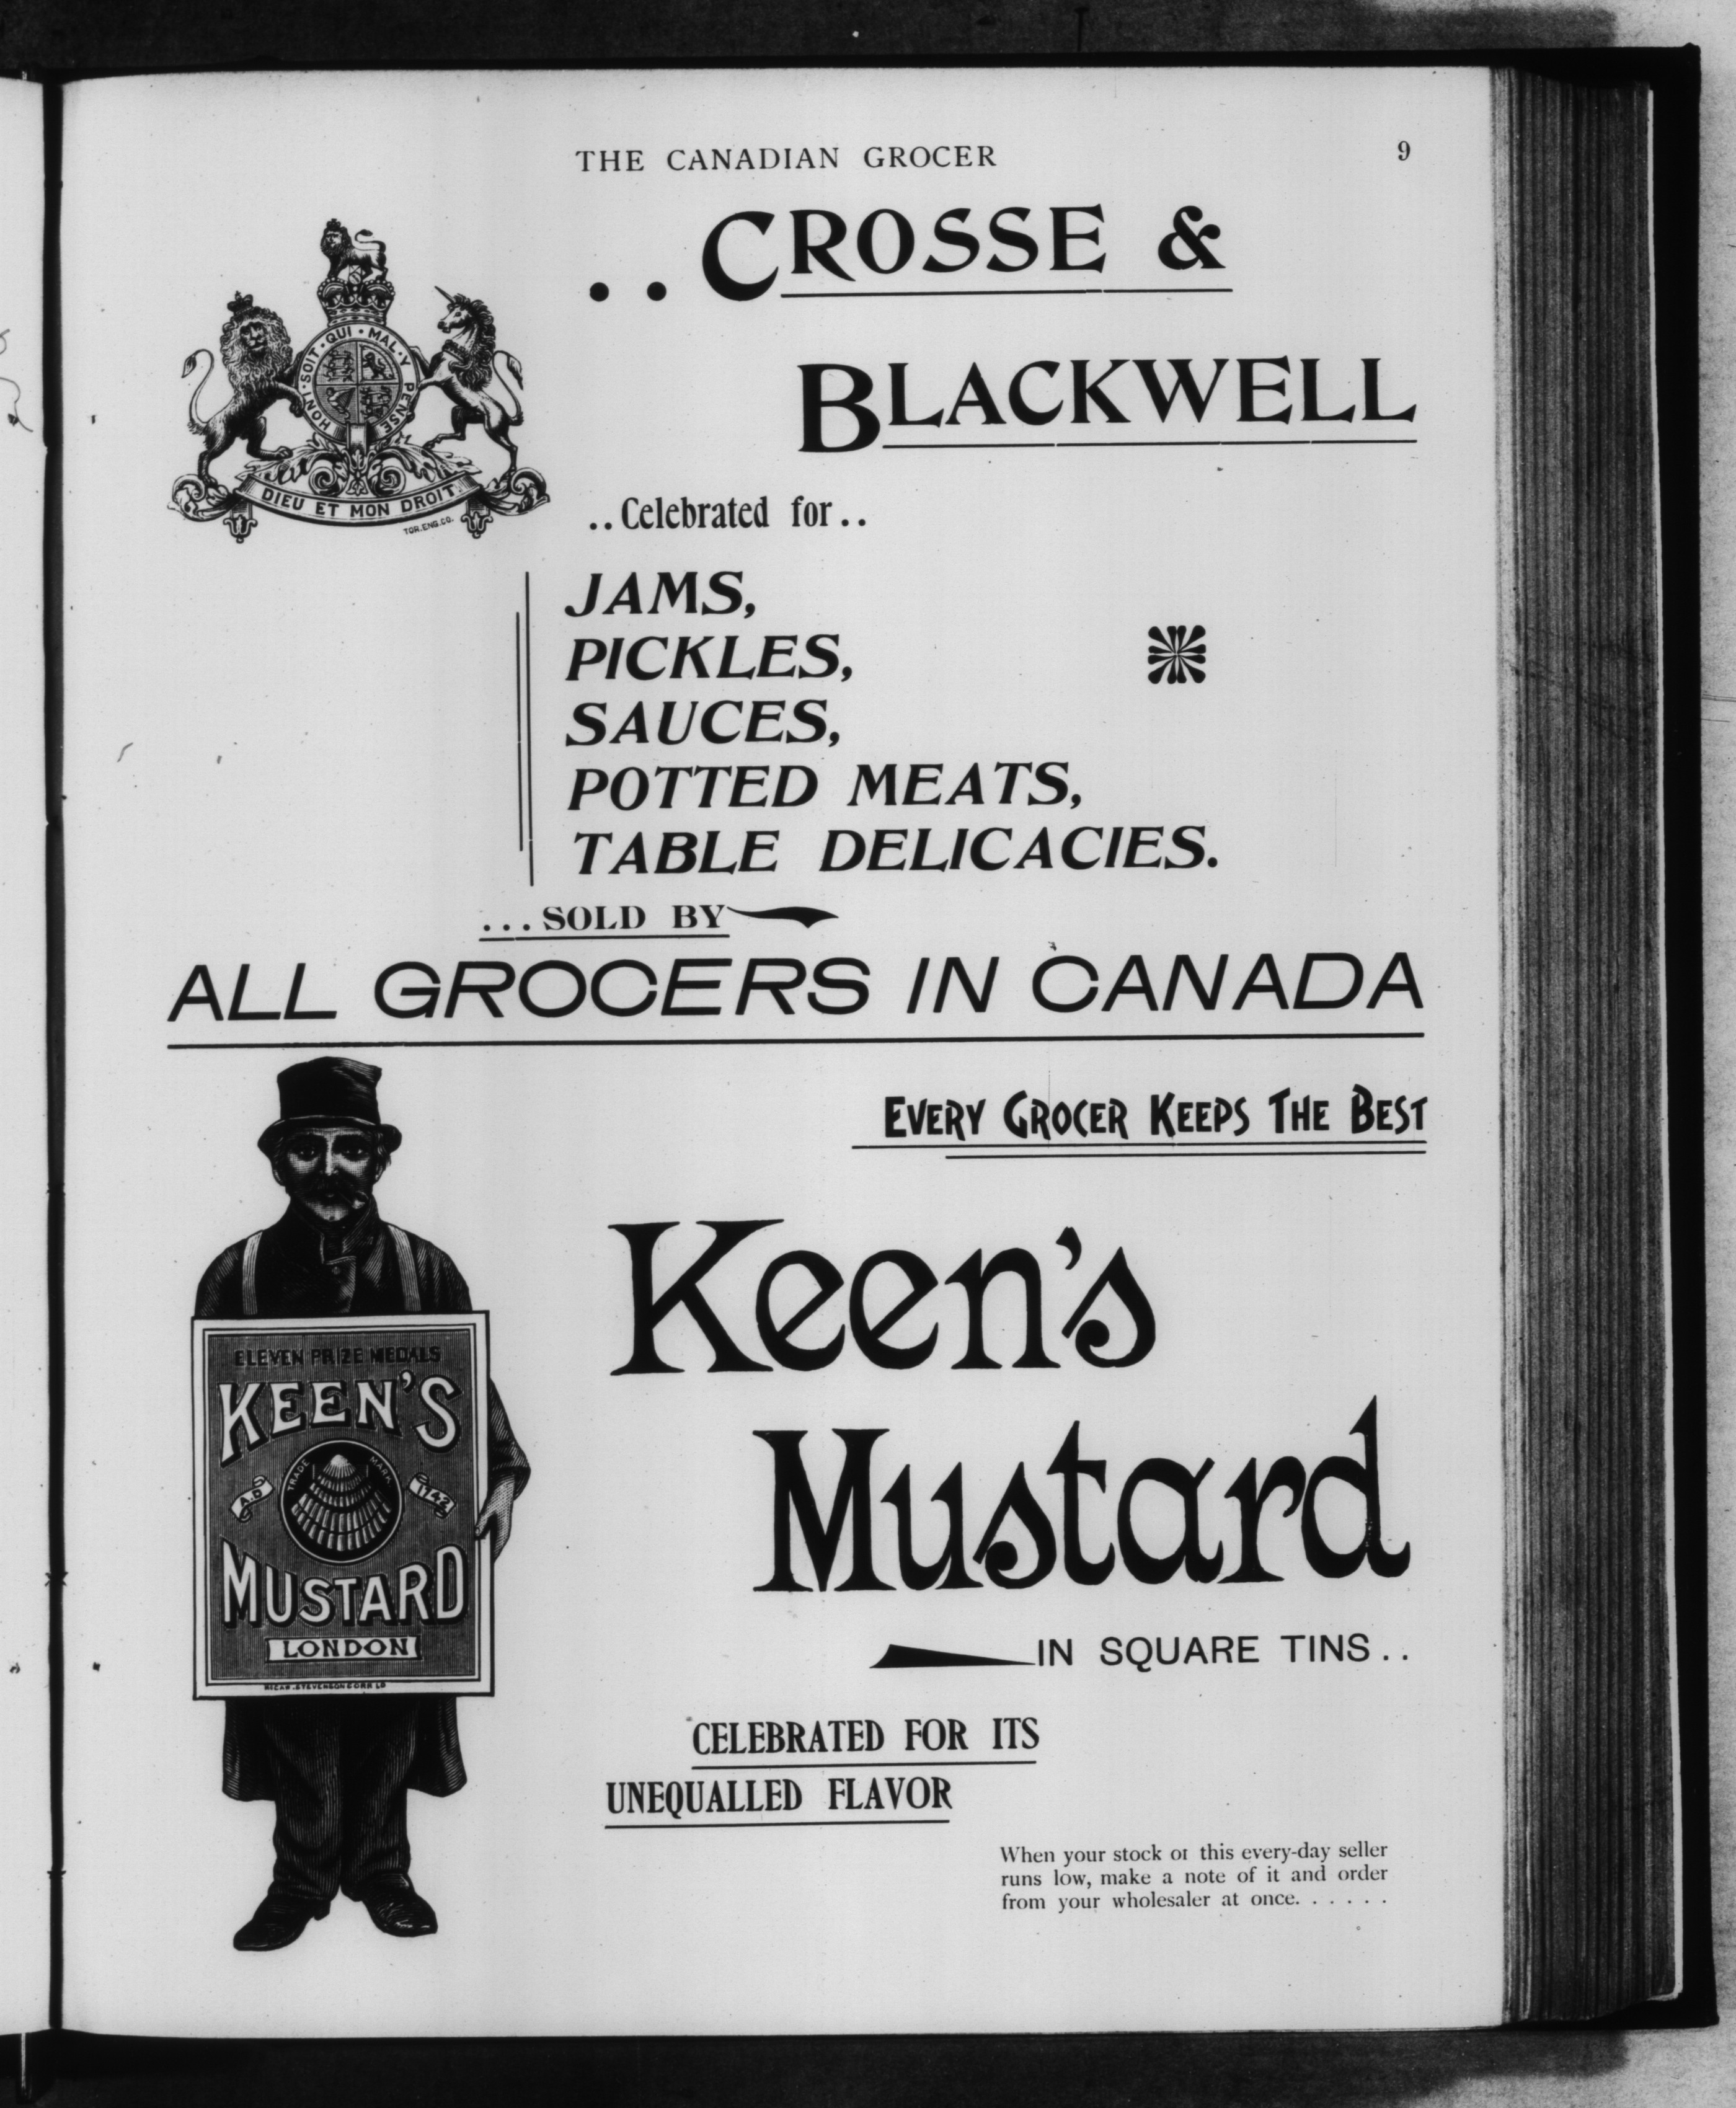 THE CANADIAN GROCER 9
. . CROSSE &
BLACKWELL
HONI · SOIT · QUI · MAL · Y PENSE
DIEU ET MON DROIT
TOR. ENG. CO.
. . Celebrated for . .
JAMS,
PICKLES,
SAUCES,
POTTED MEATS,
TABLE DELICACIES.
. . . SOLD BY
ALL GROCERS IN CANADA
EVERY GROCER KEEPS THE BEST
Keen's
Mustard
IN SQUARE TINS . .
ELEVEN PRIZE MEDALS
KEEN'S
TRADE MARK
A.D 1742
MUSTARD
LONDON
CELEBRATED FOR ITS
UNEQUALLED FLAVOR
When your stock of this every-day seller
runs low, make a note of it and order
from your wholesaler at once. . . . . .